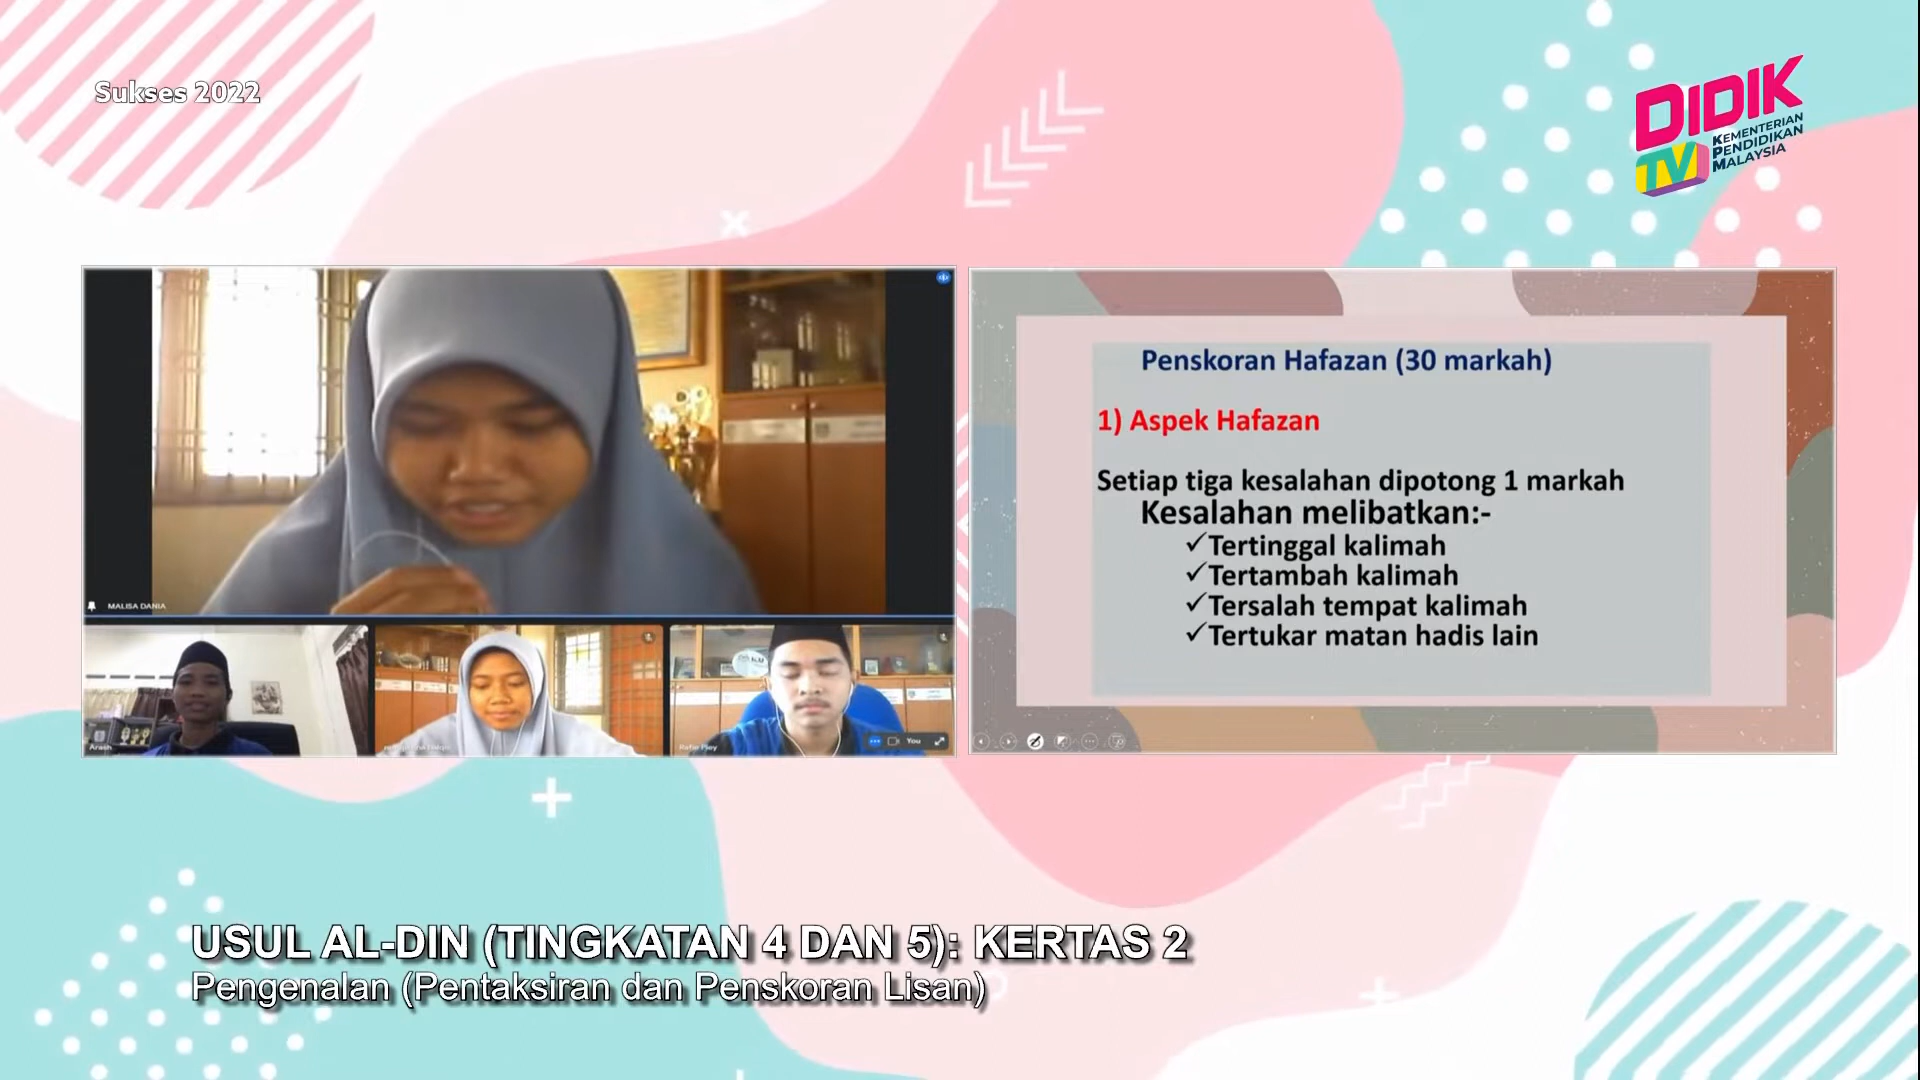 Sukses 2022
DIDIK
TV
KEMENTERIAN
PENDIDIKAN
MALAYSIA
MALISA DANIA
Arash
Rafie Piey
You
Penskoran Hafazan (30 markah)
1) Aspek Hafazan
Setiap tiga kesalahan dipotong 1 markah
Kesalahan melibatkan:-
✓Tertinggal kalimah
✓Tertambah kalimah
✓Tersalah tempat kalimah
✓Tertukar matan hadis lain
USUL AL-DIN (TINGKATAN 4 DAN 5): KERTAS 2
Pengenalan (Pentaksiran dan Penskoran Lisan)